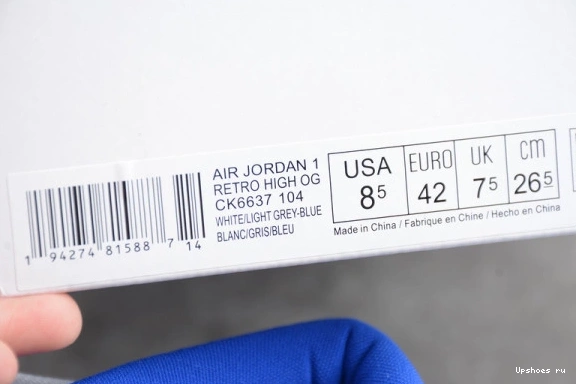 AIR JORDAN 1
RETRO HIGH OG
CK6637 104
WHITE/LIGHT GREY-BLUE
BLANC/GRIS/BLEU
1 94274 81588 7 14
USA EURO UK cm
8⁵ 42 7⁵ 26⁵
Made in China / Fabrique en Chine / Hecho en China
Upshoes ru